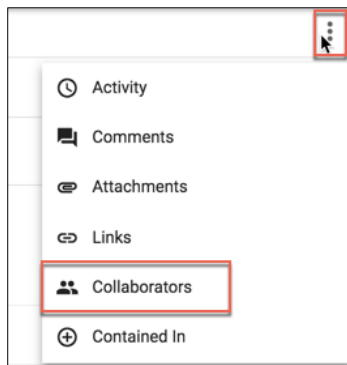 Activity
Comments
Attachments
Links
Collaborators
Contained In